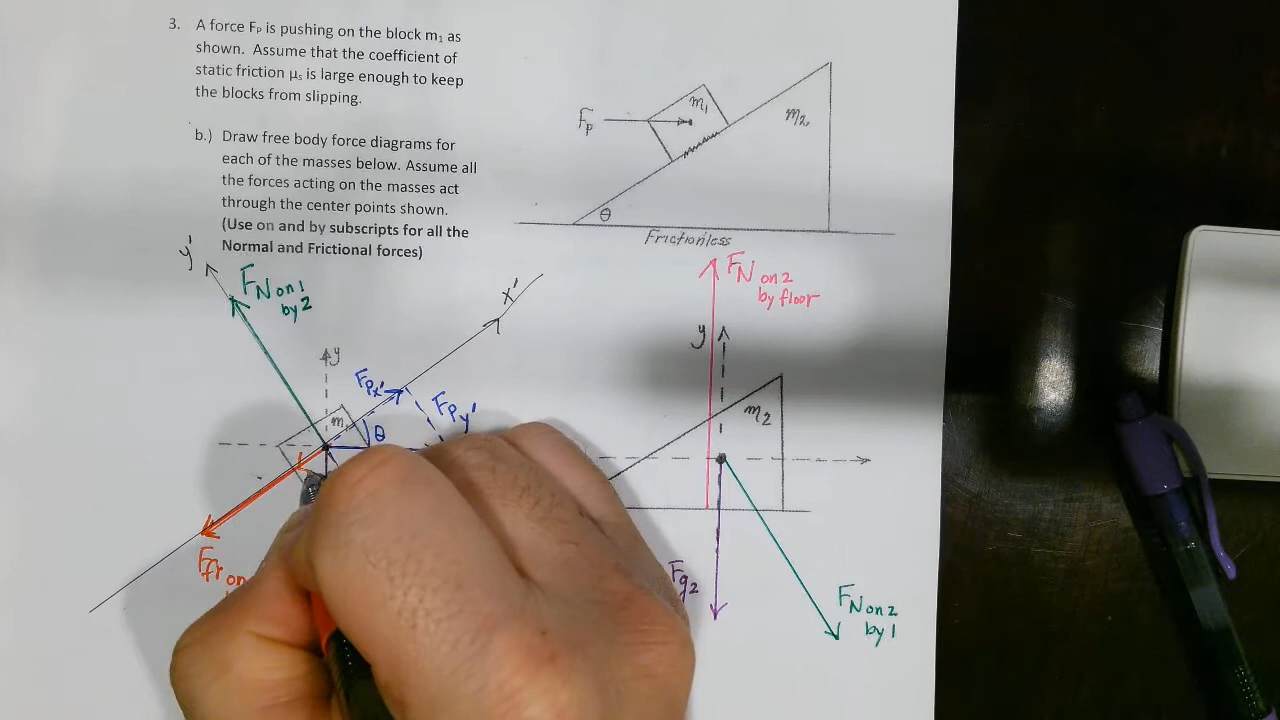 3. A force FP is pushing on the block m1 as
shown. Assume that the coefficient of
static friction μs is large enough to keep
the blocks from slipping.
b.) Draw free body force diagrams for
each of the masses below. Assume all
the forces acting on the masses act
through the center points shown.
(Use on and by subscripts for all the
Normal and Frictional forces)
Fp
m1
m2
θ
Frictionless
y'
FN on 1
by 2
x'
y
FPx'
FPy'
θ
m
Ffr on
FN on 2
by floor
y
m2
Fg2
FN on 2
by 1